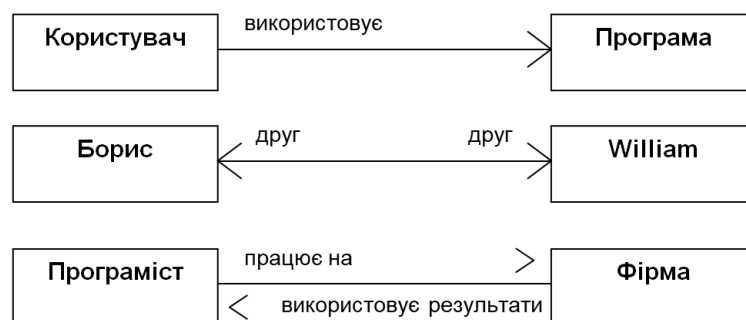 використовує
Користувач Програма
друг друг
Борис William
Програміст працює на > Фірма
< використовує результати